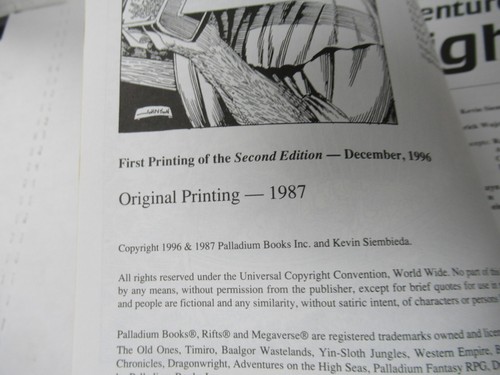 First Printing of the Second Edition — December, 1996
Original Printing — 1987
Copyright 1996 & 1987 Palladium Books Inc. and Kevin Siembieda.
All rights reserved under the Universal Copyright Convention, World Wide. No part of
by any means, without permission from the publisher, except for brief quotes for use
and people are fictional and any similarity, without satiric intent, of characters or persons
Palladium Books®, Rifts® and Megaverse® are registered trademarks owned and
The Old Ones, Timiro, Baalgor Wastelands, Yin-Sloth Jungles, Western Empire,
Chronicles, Dragonwright, Adventures on the High Seas, Palladium Fantasy RPG,